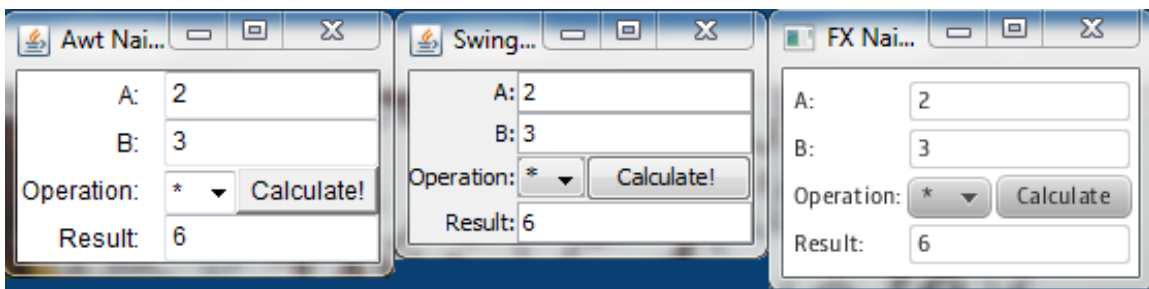 Awt Nai...
A: 2
B: 3
Operation: * Calculate!
Result: 6
Swing...
A: 2
B: 3
Operation: * Calculate!
Result: 6
FX Nai...
A: 2
B: 3
Operation: * Calculate
Result: 6